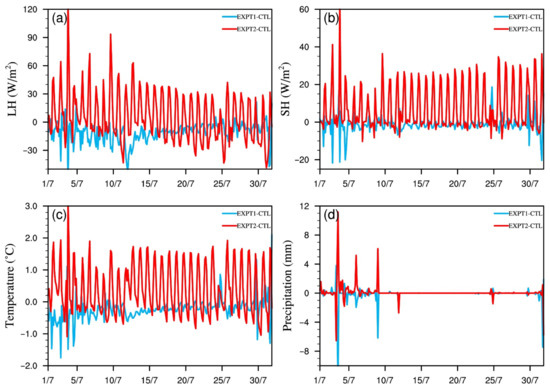 (a)
EXPT1-CTL
EXPT2-CTL
LH (W/m²)
120
90
60
30
0
−30
1/7 5/7 10/7 15/7 20/7 25/7 30/7
(b)
EXPT1-CTL
EXPT2-CTL
SH (W/m²)
60
40
20
0
−20
1/7 5/7 10/7 15/7 20/7 25/7 30/7
(c)
EXPT1-CTL
EXPT2-CTL
Temperature (°C)
3.0
2.0
1.0
0.0
−1.0
−2.0
1/7 5/7 10/7 15/7 20/7 25/7 30/7
(d)
EXPT1-CTL
EXPT2-CTL
Precipitation (mm)
12
8
4
0
−4
−8
1/7 5/7 10/7 15/7 20/7 25/7 30/7